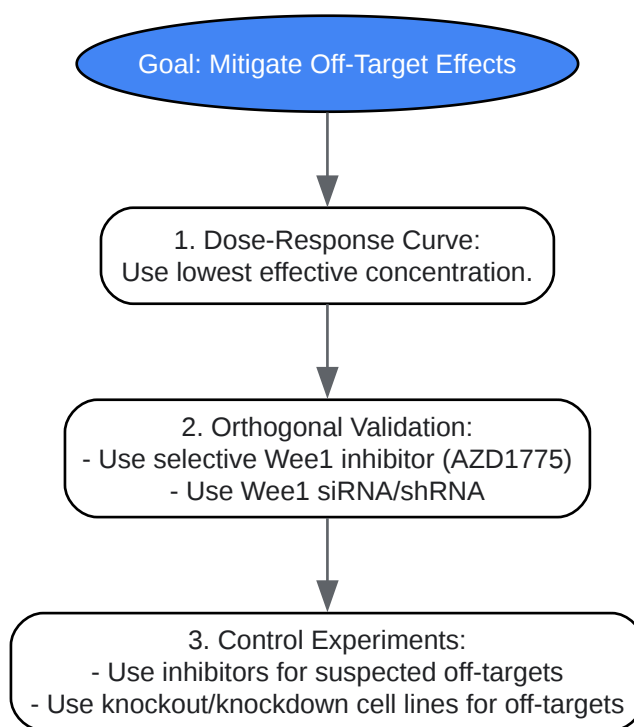 Goal: Mitigate Off-Target Effects
1. Dose-Response Curve:
Use lowest effective concentration.
2. Orthogonal Validation:
- Use selective Wee1 inhibitor (AZD1775)
- Use Wee1 siRNA/shRNA
3. Control Experiments:
- Use inhibitors for suspected off-targets
- Use knockout/knockdown cell lines for off-targets